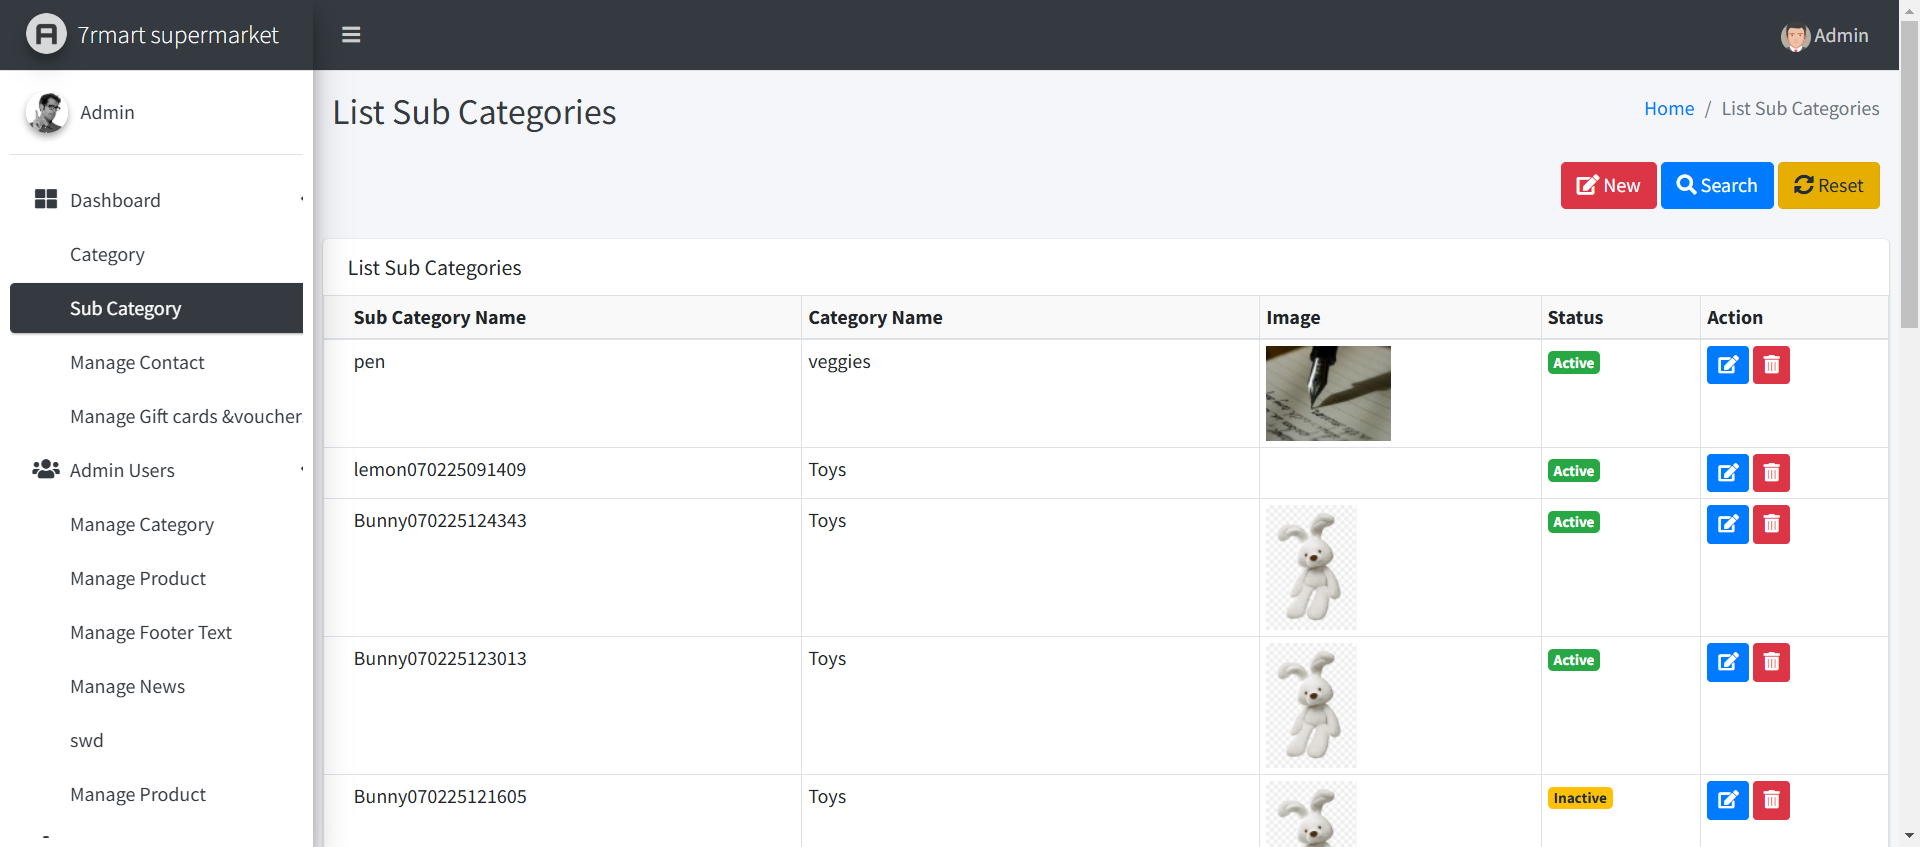 7rmart supermarket
Admin
Admin
Dashboard
Category
Sub Category
Manage Contact
Manage Gift cards &voucher
Admin Users
Manage Category
Manage Product
Manage Footer Text
Manage News
swd
Manage Product
List Sub Categories
Home / List Sub Categories
New Search Reset
List Sub Categories
Sub Category Name Category Name Image Status Action
pen veggies Active
lemon070225091409 Toys Active
Bunny070225124343 Toys Active
Bunny070225123013 Toys Active
Bunny070225121605 Toys Inactive